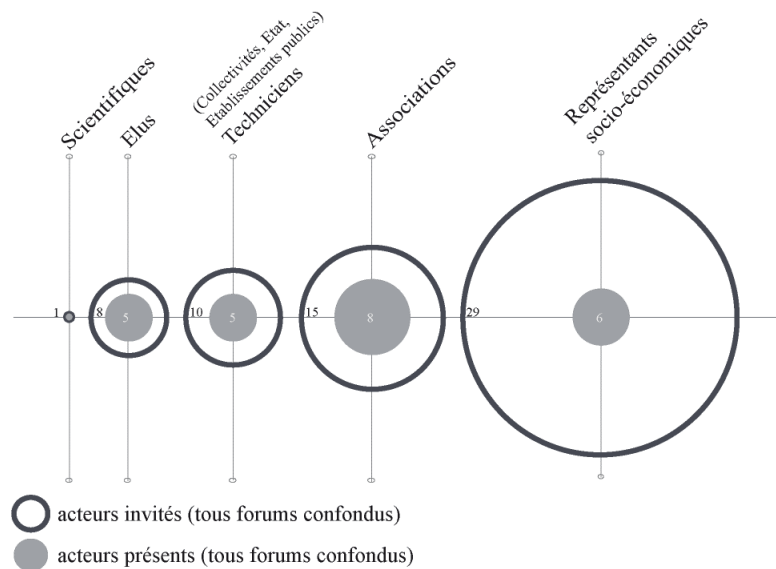 Scientifiques
Elus
(Collectivités, Etat,
Etablissements publics)
Techniciens
Associations
Représentants
socio-économiques
1
8
5
10
5
15
8
29
6
acteurs invités (tous forums confondus)
acteurs présents (tous forums confondus)